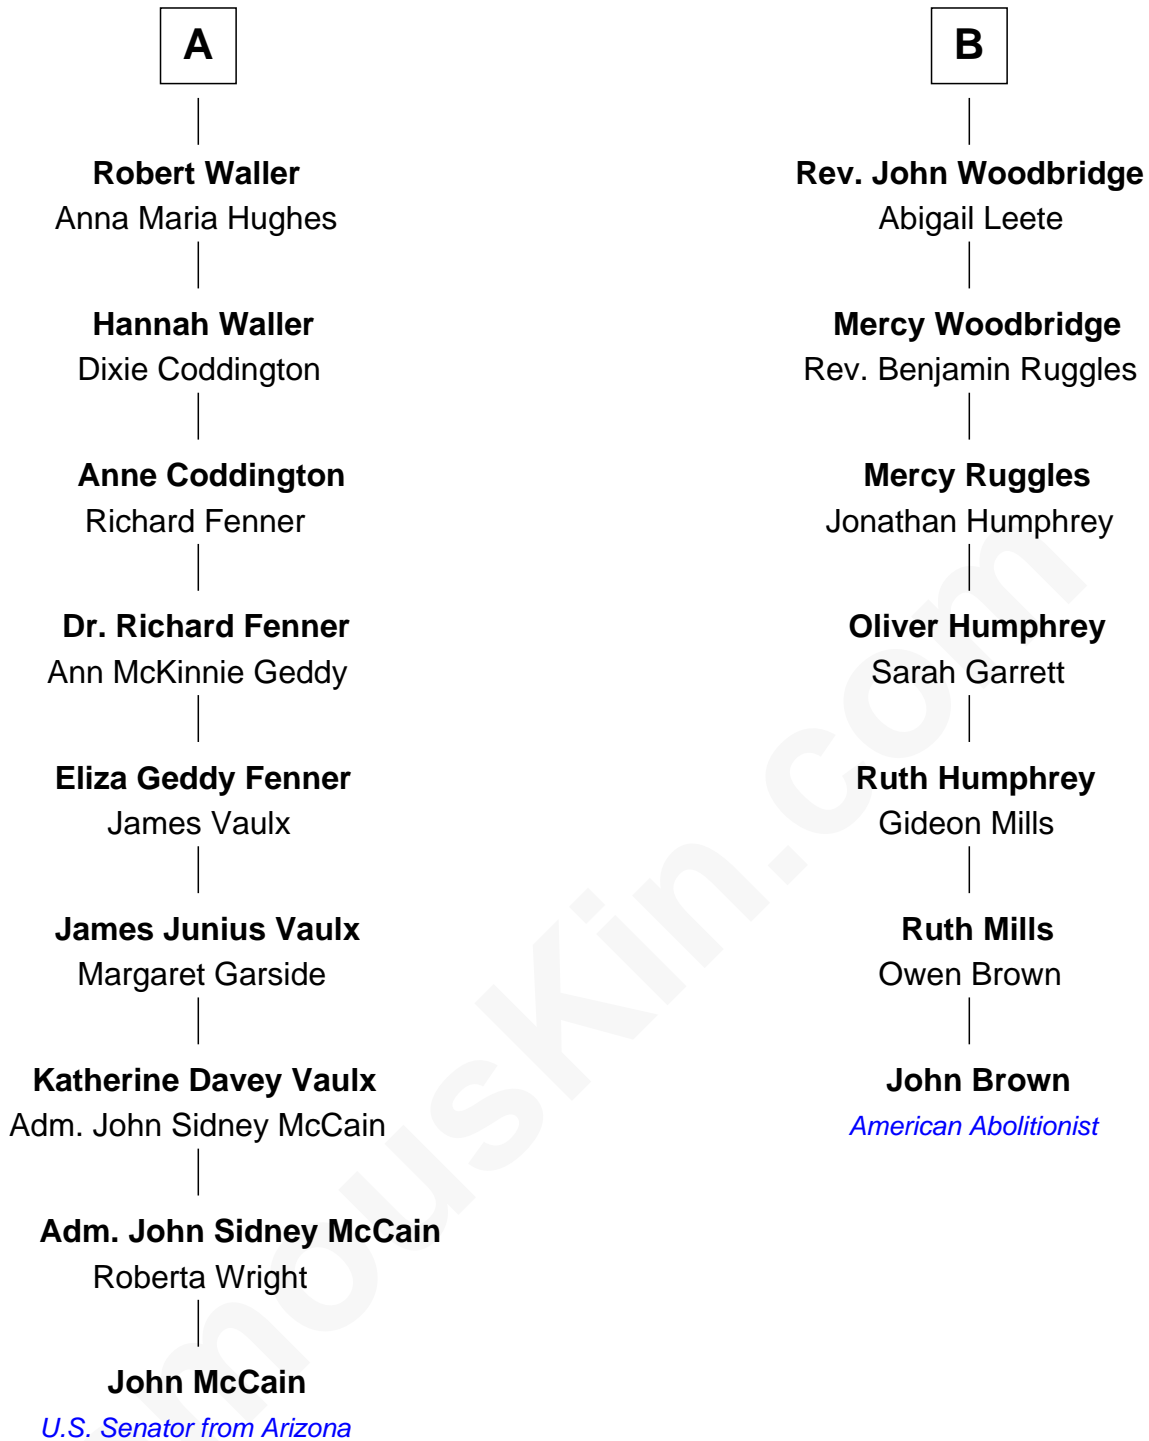 A
Robert Waller
Anna Maria Hughes
Hannah Waller
Dixie Coddington
Anne Coddington
Richard Fenner
Dr. Richard Fenner
Ann McKinnie Geddy
Eliza Geddy Fenner
James Vaulx
James Junius Vaulx
Margaret Garside
Katherine Davey Vaulx
Adm. John Sidney McCain
Adm. John Sidney McCain
Roberta Wright
John McCain
U.S. Senator from Arizona
B
Rev. John Woodbridge
Abigail Leete
Mercy Woodbridge
Rev. Benjamin Ruggles
Mercy Ruggles
Jonathan Humphrey
Oliver Humphrey
Sarah Garrett
Ruth Humphrey
Gideon Mills
Ruth Mills
Owen Brown
John Brown
American Abolitionist
mousKin.com